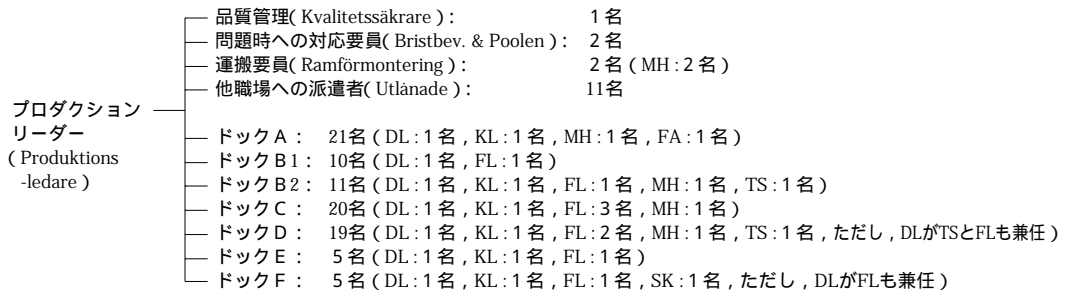 品質管理(Kvalitetssäkrare): 1名
問題時への対応要員(Bristbev. & Poolen): 2名
運搬要員(Ramförmontering): 2名(MH:2名)
他職場への派遣者(Utlånade): 11名
プロダクション
リーダー
(Produktions
-ledare)
ドックA: 21名(DL:1名,KL:1名,MH:1名,FA:1名)
ドックB1: 10名(DL:1名,FL:1名)
ドックB2: 11名(DL:1名,KL:1名,FL:1名,MH:1名,TS:1名)
ドックC: 20名(DL:1名,KL:1名,FL:3名,MH:1名)
ドックD: 19名(DL:1名,KL:1名,FL:2名,MH:1名,TS:1名,ただし,DLがTSとFLも兼任)
ドックE: 5名(DL:1名,KL:1名,FL:1名)
ドックF: 5名(DL:1名,KL:1名,FL:1名,SK:1名,ただし,DLがFLも兼任)